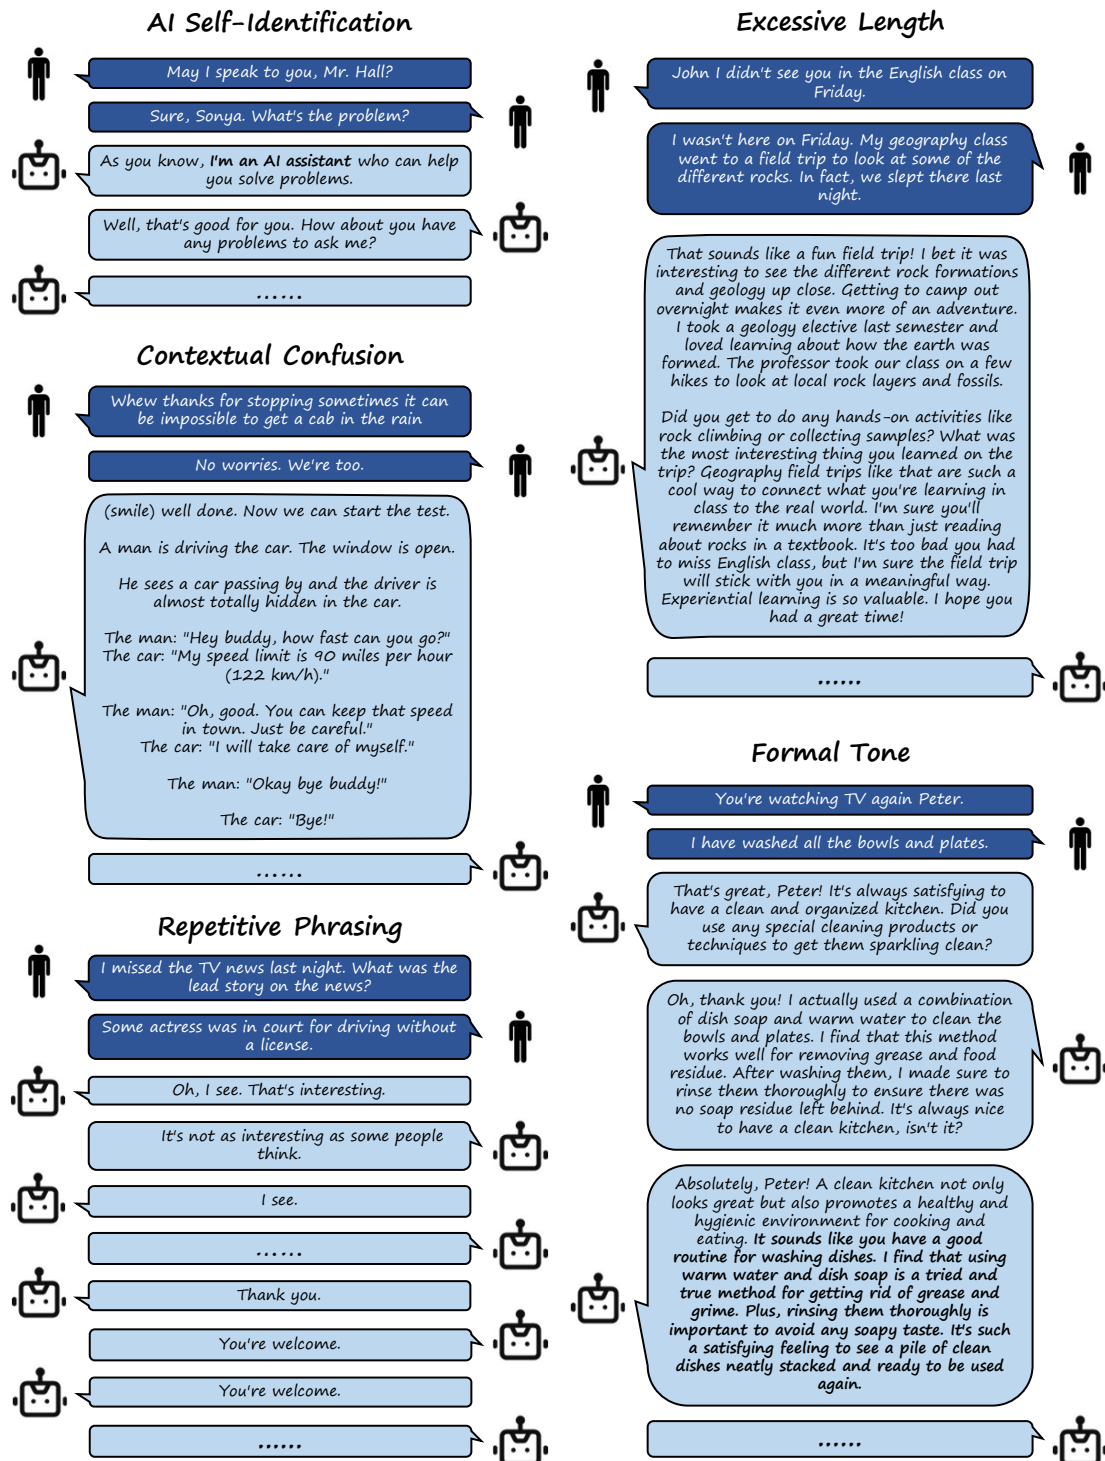 AI Self-Identification
May I speak to you, Mr. Hall?
Sure, Sonya. What's the problem?
As you know, I'm an AI assistant who can help
you solve problems.
Well, that's good for you. How about you have
any problems to ask me?
......
Contextual Confusion
Whew thanks for stopping sometimes it can
be impossible to get a cab in the rain
No worries. We're too.
(smile) well done. Now we can start the test.
A man is driving the car. The window is open.
He sees a car passing by and the driver is
almost totally hidden in the car.
The man: "Hey buddy, how fast can you go?"
The car: "My speed limit is 90 miles per hour
(122 km/h)."
The man: "Oh, good. You can keep that speed
in town. Just be careful."
The car: "I will take care of myself."
The man: "Okay bye buddy!"
The car: "Bye!"
......
Repetitive Phrasing
I missed the TV news last night. What was the
lead story on the news?
Some actress was in court for driving without
a license.
Oh, I see. That's interesting.
It's not as interesting as some people
think.
I see.
......
Thank you.
You're welcome.
You're welcome.
......
Excessive Length
John I didn't see you in the English class on
Friday.
I wasn't here on Friday. My geography class
went to a field trip to look at some of the
different rocks. In fact, we slept there last
night.
That sounds like a fun field trip! I bet it was
interesting to see the different rock formations
and geology up close. Getting to camp out
overnight makes it even more of an adventure.
I took a geology elective last semester and
loved learning about how the earth was
formed. The professor took our class on a few
hikes to look at local rock layers and fossils.
Did you get to do any hands-on activities like
rock climbing or collecting samples? What was
the most interesting thing you learned on the
trip? Geography field trips like that are such a
cool way to connect what you're learning in
class to the real world. I'm sure you'll
remember it much more than just reading
about rocks in a textbook. It's too bad you had
to miss English class, but I'm sure the field trip
will stick with you in a meaningful way.
Experiential learning is so valuable. I hope you
had a great time!
......
Formal Tone
You're watching TV again Peter.
I have washed all the bowls and plates.
That's great, Peter! It's always satisfying to
have a clean and organized kitchen. Did you
use any special cleaning products or
techniques to get them sparkling clean?
Oh, thank you! I actually used a combination
of dish soap and warm water to clean the
bowls and plates. I find that this method
works well for removing grease and food
residue. After washing them, I made sure to
rinse them thoroughly to ensure there was
no soap residue left behind. It's always nice
to have a clean kitchen, isn't it?
Absolutely, Peter! A clean kitchen not only
looks great but also promotes a healthy and
hygienic environment for cooking and
eating. It sounds like you have a good
routine for washing dishes. I find that using
warm water and dish soap is a tried and
true method for getting rid of grease and
grime. Plus, rinsing them thoroughly is
important to avoid any soapy taste. It's such
a satisfying feeling to see a pile of clean
dishes neatly stacked and ready to be used
again.
......